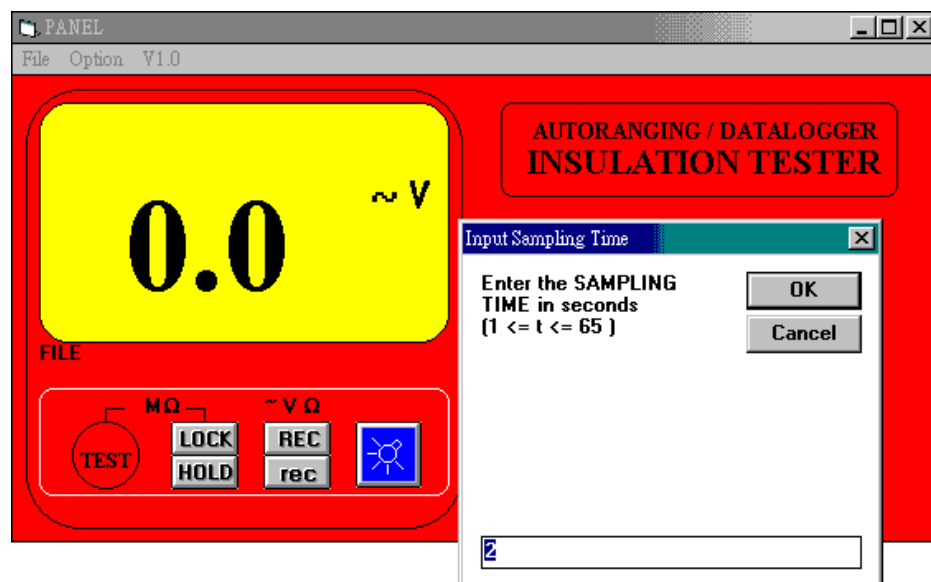 PANEL
File Option V1.0
AUTORANGING / DATALOGGER
INSULATION TESTER
0.0
~ V
FILE
MΩ
~ V Ω
TEST
LOCK
HOLD
REC
rec
Input Sampling Time
Enter the SAMPLING
TIME in seconds
(1 <= t <= 65 )
OK
Cancel
2